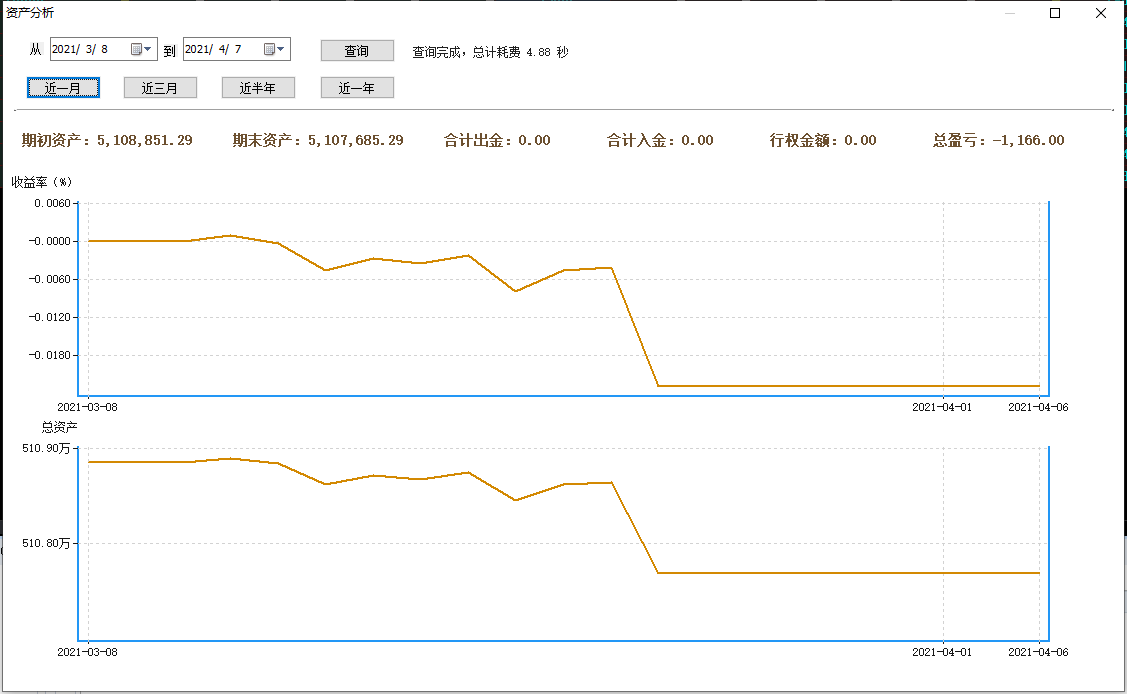 资产分析
从 2021/ 3/ 8 到 2021/ 4/ 7 查询 查询完成，总计耗费 4.88 秒
近一月 近三月 近半年 近一年
期初资产：5,108,851.29 期末资产：5,107,685.29 合计出金：0.00 合计入金：0.00 行权金额：0.00 总盈亏：-1,166.00
收益率（%）
0.0060
-0.0000
-0.0060
-0.0120
-0.0180
2021-03-08 2021-04-01 2021-04-06
总资产
510.90万
510.80万
2021-03-08 2021-04-01 2021-04-06